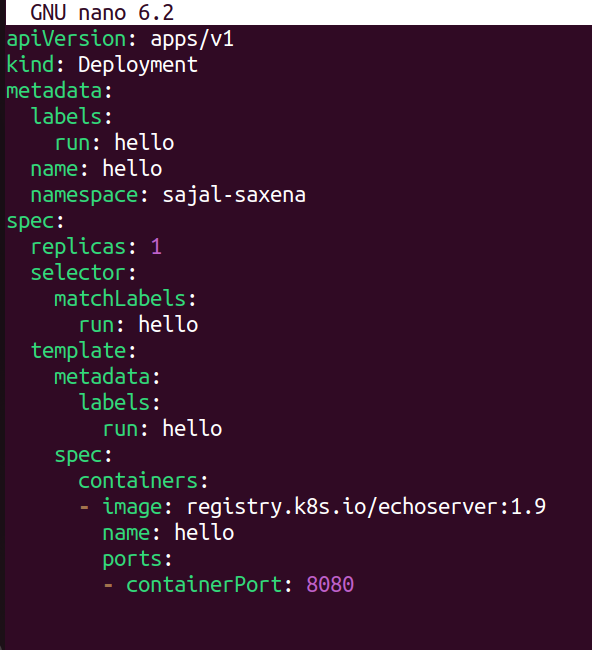 GNU nano 6.2
apiVersion: apps/v1
kind: Deployment
metadata:
  labels:
    run: hello
  name: hello
  namespace: sajal-saxena
spec:
  replicas: 1
  selector:
    matchLabels:
      run: hello
  template:
    metadata:
      labels:
        run: hello
    spec:
      containers:
      - image: registry.k8s.io/echoserver:1.9
        name: hello
        ports:
        - containerPort: 8080